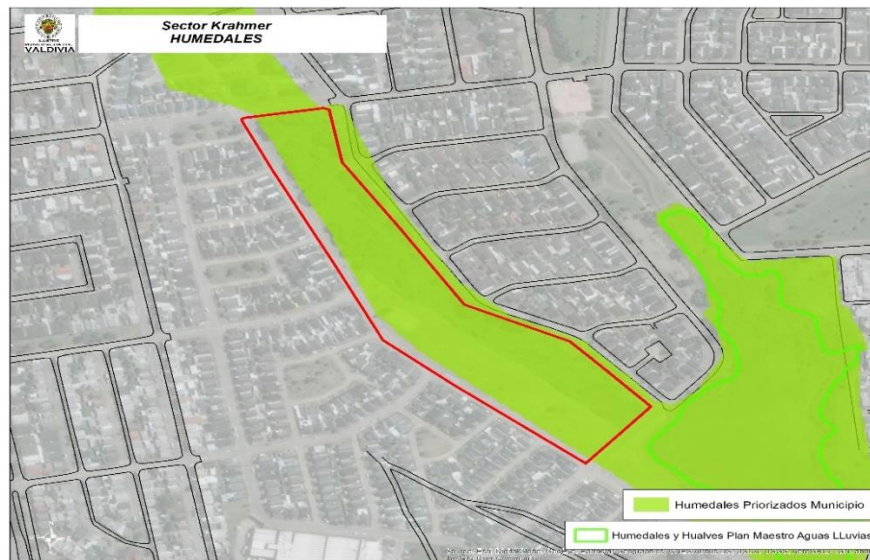 VALDIVIA
Sector Krahmer
HUMEDALES
Humedales Priorizados Municipio
Humedales y Hualves Plan Maestro Aguas LLuvias